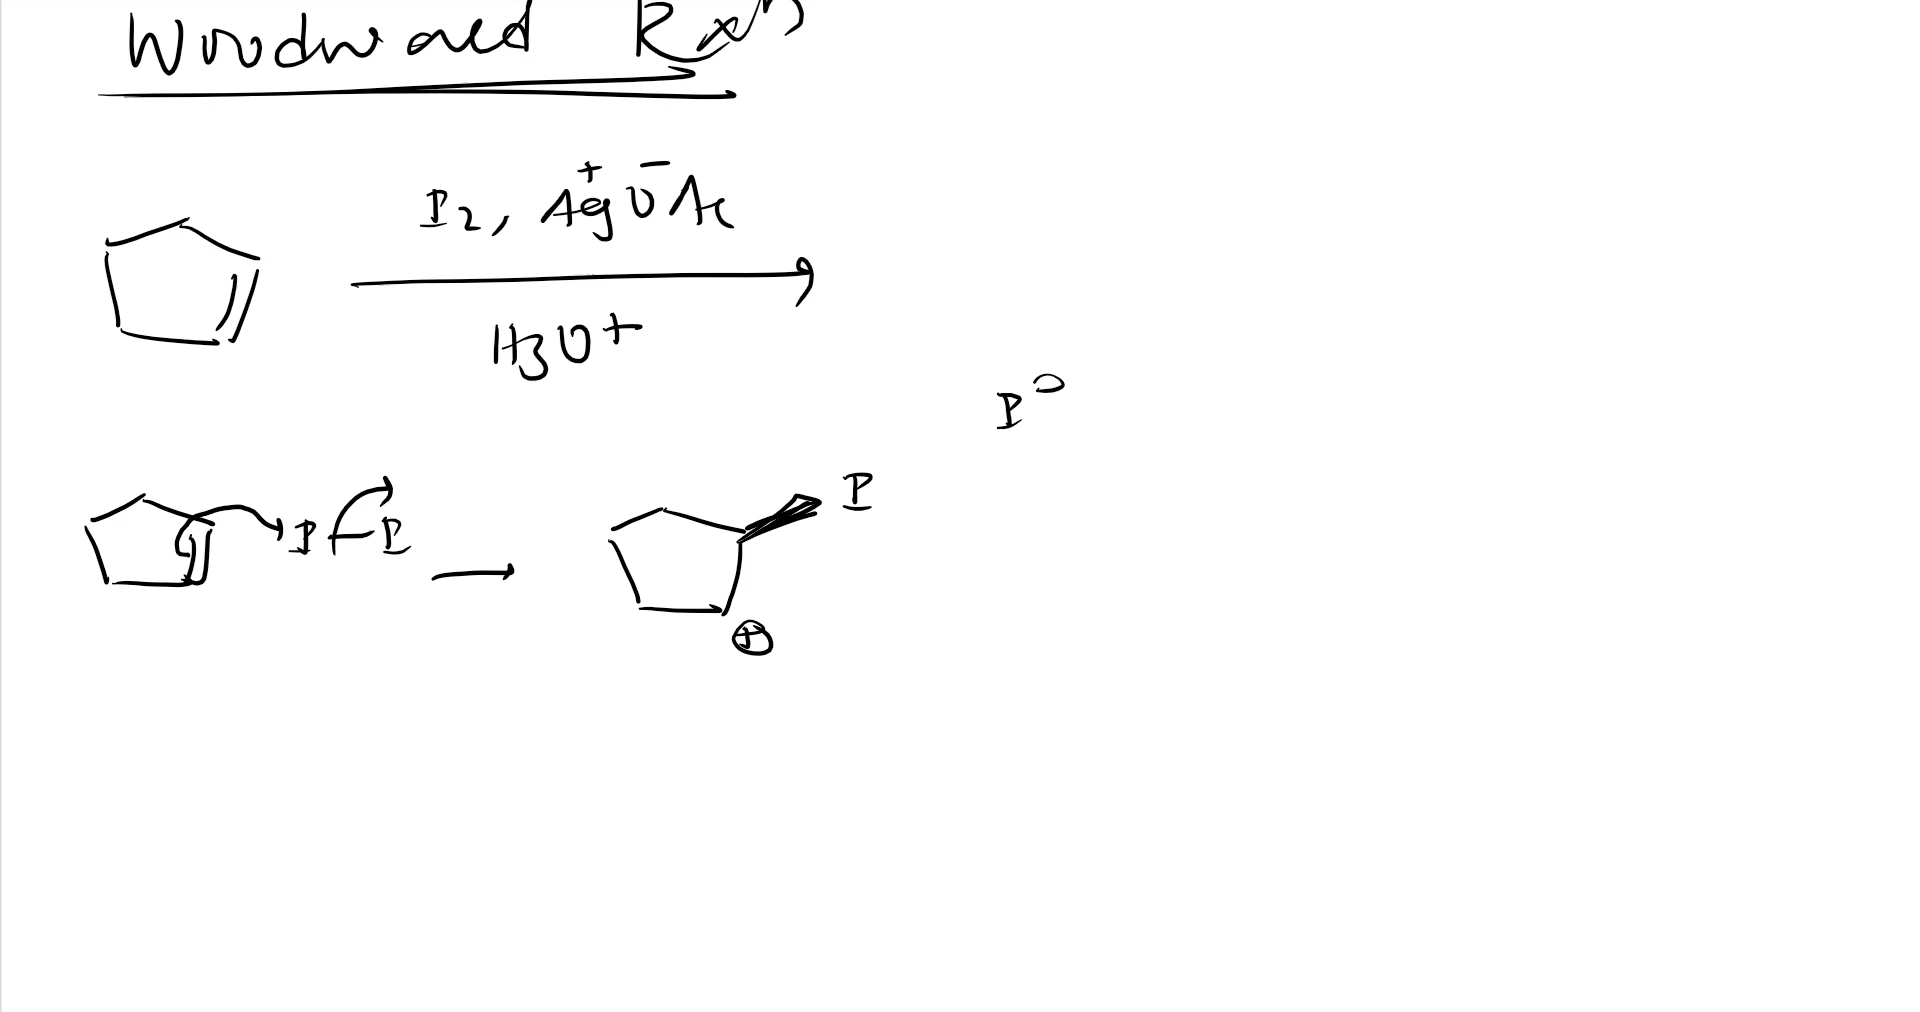 Woodward Rxn
I2, Ag+ O-Ac
H3O+
I⊖
I
I I
⊕